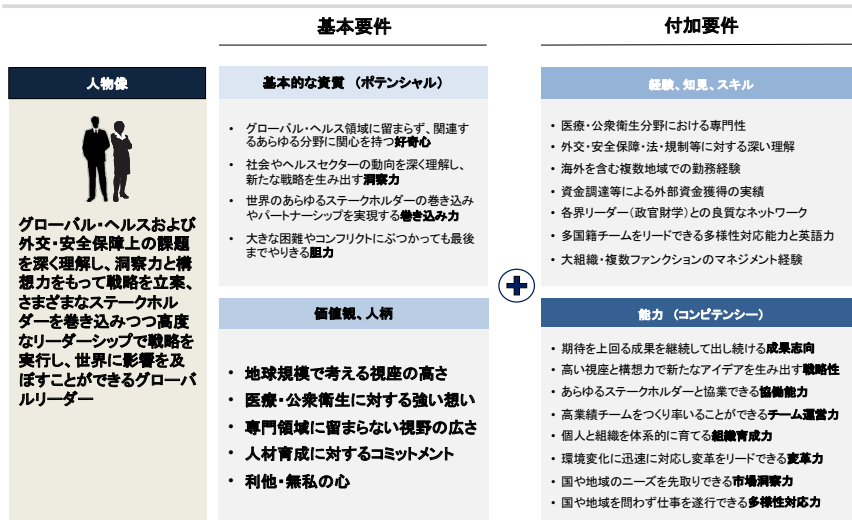 基本要件
付加要件
人物像
グローバル・ヘルスおよび
外交・安全保障上の課題
を深く理解し、洞察力と構
想力をもって戦略を立案、
さまざまなステークホル
ダーを巻き込みつつ高度
なリーダーシップで戦略を
実行し、世界に影響を及
ぼすことができるグローバ
ルリーダー
基本的な資質 (ポテンシャル)
• グローバル・ヘルス領域に留まらず、関連す
るあらゆる分野に関心を持つ好奇心
• 社会やヘルスセクターの動向を深く理解し、
新たな戦略を生み出す洞察力
• 世界のあらゆるステークホルダーの巻き込み
やパートナーシップを実現する巻き込み力
• 大きな困難やコンフリクトにぶつかっても最後
までやりきる胆力
価値観、人柄
• 地球規模で考える視座の高さ
• 医療・公衆衛生に対する強い想い
• 専門領域に留まらない視野の広さ
• 人材育成に対するコミットメント
• 利他・無私の心
経験、知見、スキル
• 医療・公衆衛生分野における専門性
• 外交・安全保障・法・規制等に対する深い理解
• 海外を含む複数地域での勤務経験
• 資金調達等による外部資金獲得の実績
• 各界リーダー(政官財学)との良質なネットワーク
• 多国籍チームをリードできる多様性対応能力と英語力
• 大組織・複数ファンクションのマネジメント経験
能力 (コンピテンシー)
• 期待を上回る成果を継続して出し続ける成果志向
• 高い視座と構想力で新たなアイデアを生み出す戦略性
• あらゆるステークホルダーと協業できる協働能力
• 高業績チームをつくり率いることができるチーム運営力
• 個人と組織を体系的に育てる組織育成力
• 環境変化に迅速に対応し変革をリードできる変革力
• 国や地域のニーズを先取りできる市場洞察力
• 国や地域を問わず仕事を遂行できる多様性対応力